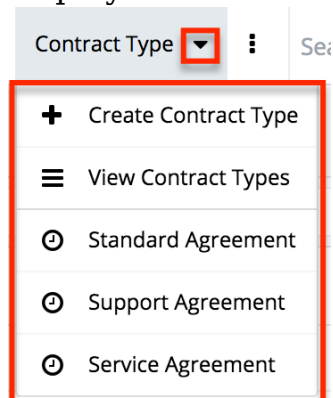 Contract Type
Create Contract Type
View Contract Types
Standard Agreement
Support Agreement
Service Agreement